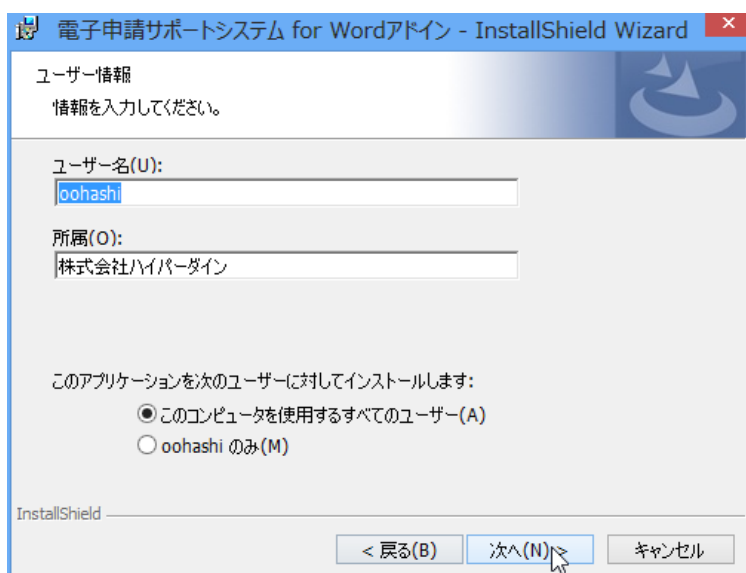 電子申請サポートシステム for Wordアドイン - InstallShield Wizard
ユーザー情報
情報を入力してください。
ユーザー名(U):
oohashi
所属(O):
株式会社ハイパーダイン
このアプリケーションを次のユーザーに対してインストールします:
このコンピュータを使用するすべてのユーザー(A)
oohashi のみ(M)
InstallShield
< 戻る(B) 次へ(N) > キャンセル